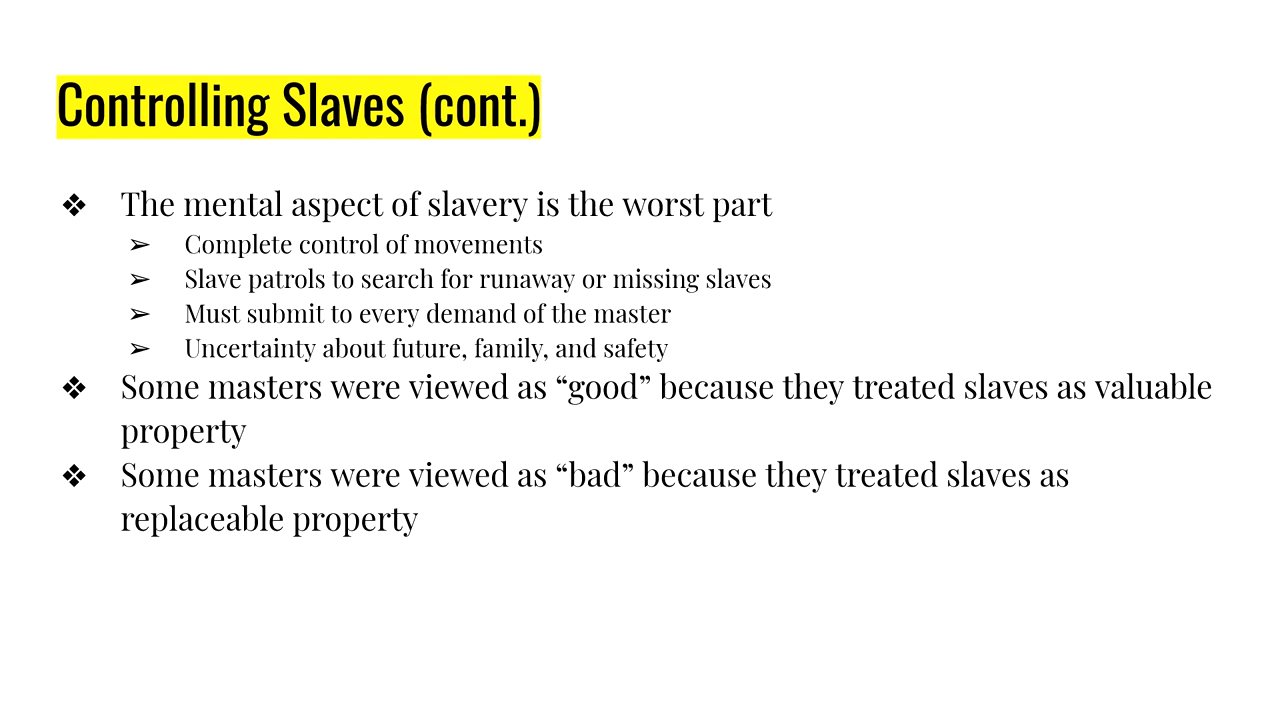 Controlling Slaves (cont.)
❖ The mental aspect of slavery is the worst part
➢ Complete control of movements
➢ Slave patrols to search for runaway or missing slaves
➢ Must submit to every demand of the master
➢ Uncertainty about future, family, and safety
❖ Some masters were viewed as “good” because they treated slaves as valuable
property
❖ Some masters were viewed as “bad” because they treated slaves as
replaceable property